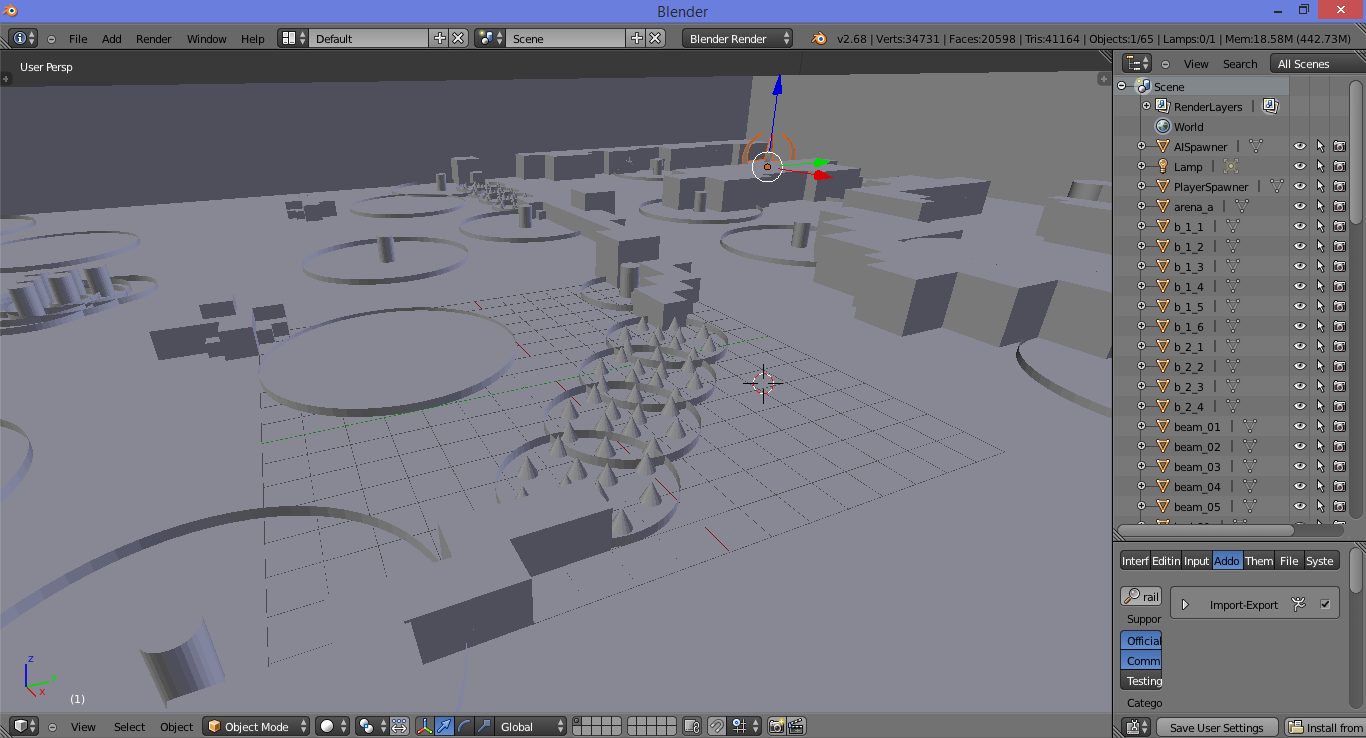 Blender
File Add Render Window Help Default Scene Blender Render v2.68 | Verts:34731 | Faces:20598 | Tris:41164 | Objects:1/65 | Lamps:0/1 | Mem:18.58M (442.73M)
User Persp
View Search All Scenes
Scene
RenderLayers |
World
AISpawner |
Lamp |
PlayerSpawner |
arena_a |
b_1_1 |
b_1_2 |
b_1_3 |
b_1_4 |
b_1_5 |
b_1_6 |
b_2_1 |
b_2_2 |
b_2_3 |
b_2_4 |
beam_01 |
beam_02 |
beam_03 |
beam_04 |
beam_05 |
Interf Editin Input Addo Them File Syste
rail
Import-Export
Suppor
Official
Comm
Testing
Catego
z
y
x
(1)
View Select Object Object Mode Global
Save User Settings Install from